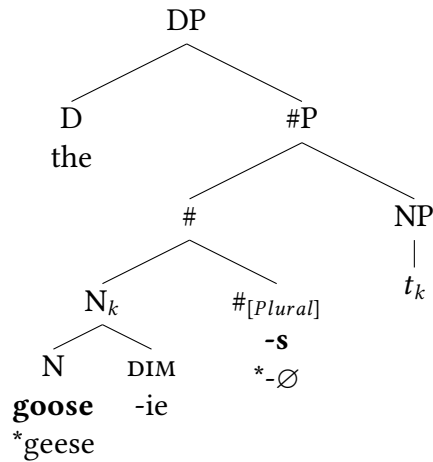 DP
D #P
the
# NP
N_k #[Plural] t_k
-s
*-∅
N DIM
goose -ie
*geese